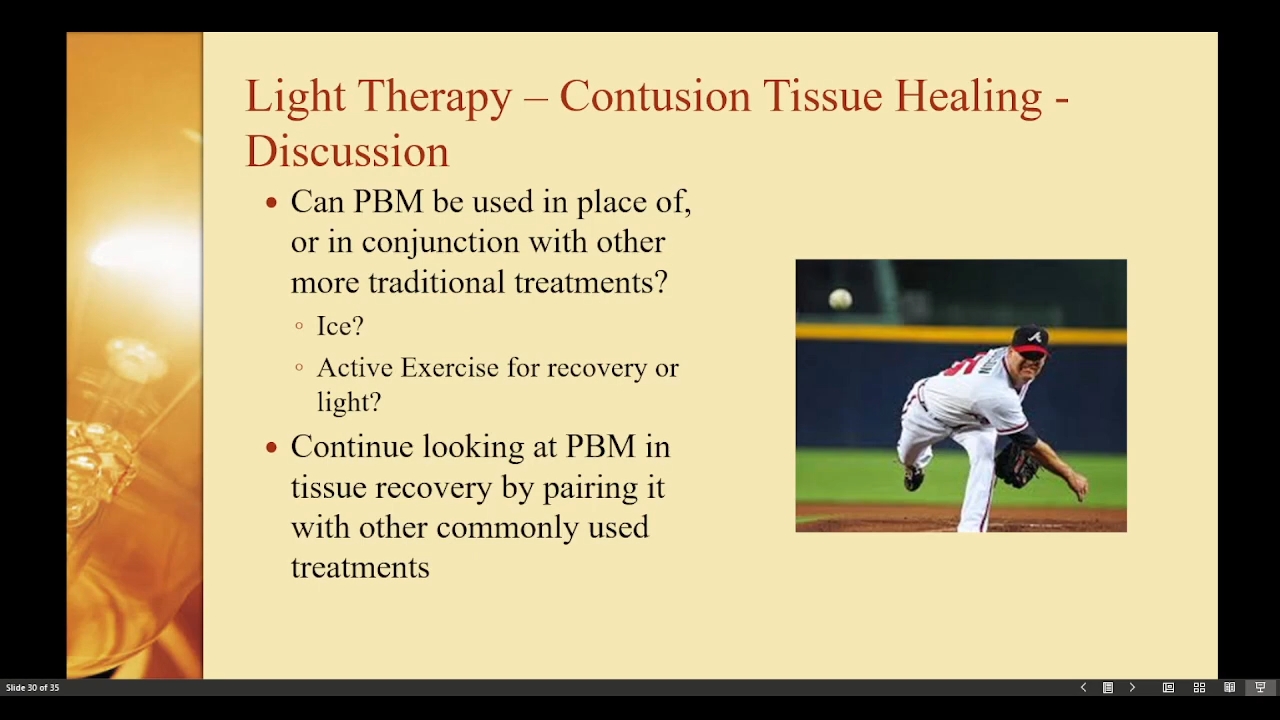 Light Therapy – Contusion Tissue Healing -
Discussion
• Can PBM be used in place of,
or in conjunction with other
more traditional treatments?
◦ Ice?
◦ Active Exercise for recovery or
light?
• Continue looking at PBM in
tissue recovery by pairing it
with other commonly used
treatments
Slide 30 of 35